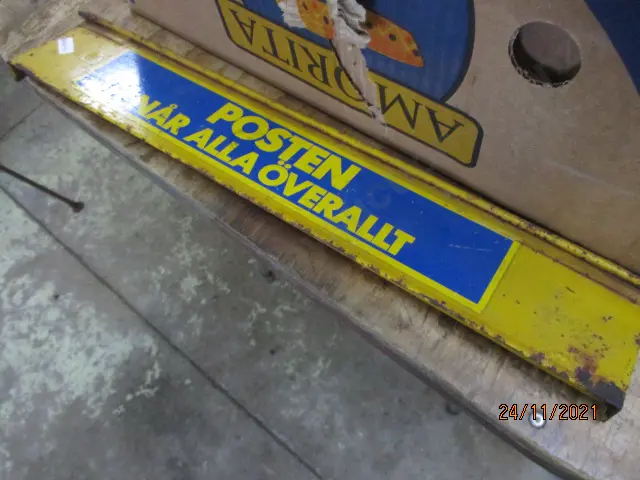 AMORITA
POSTEN
NÅR ALLA ÖVERALLT
24/11/2021